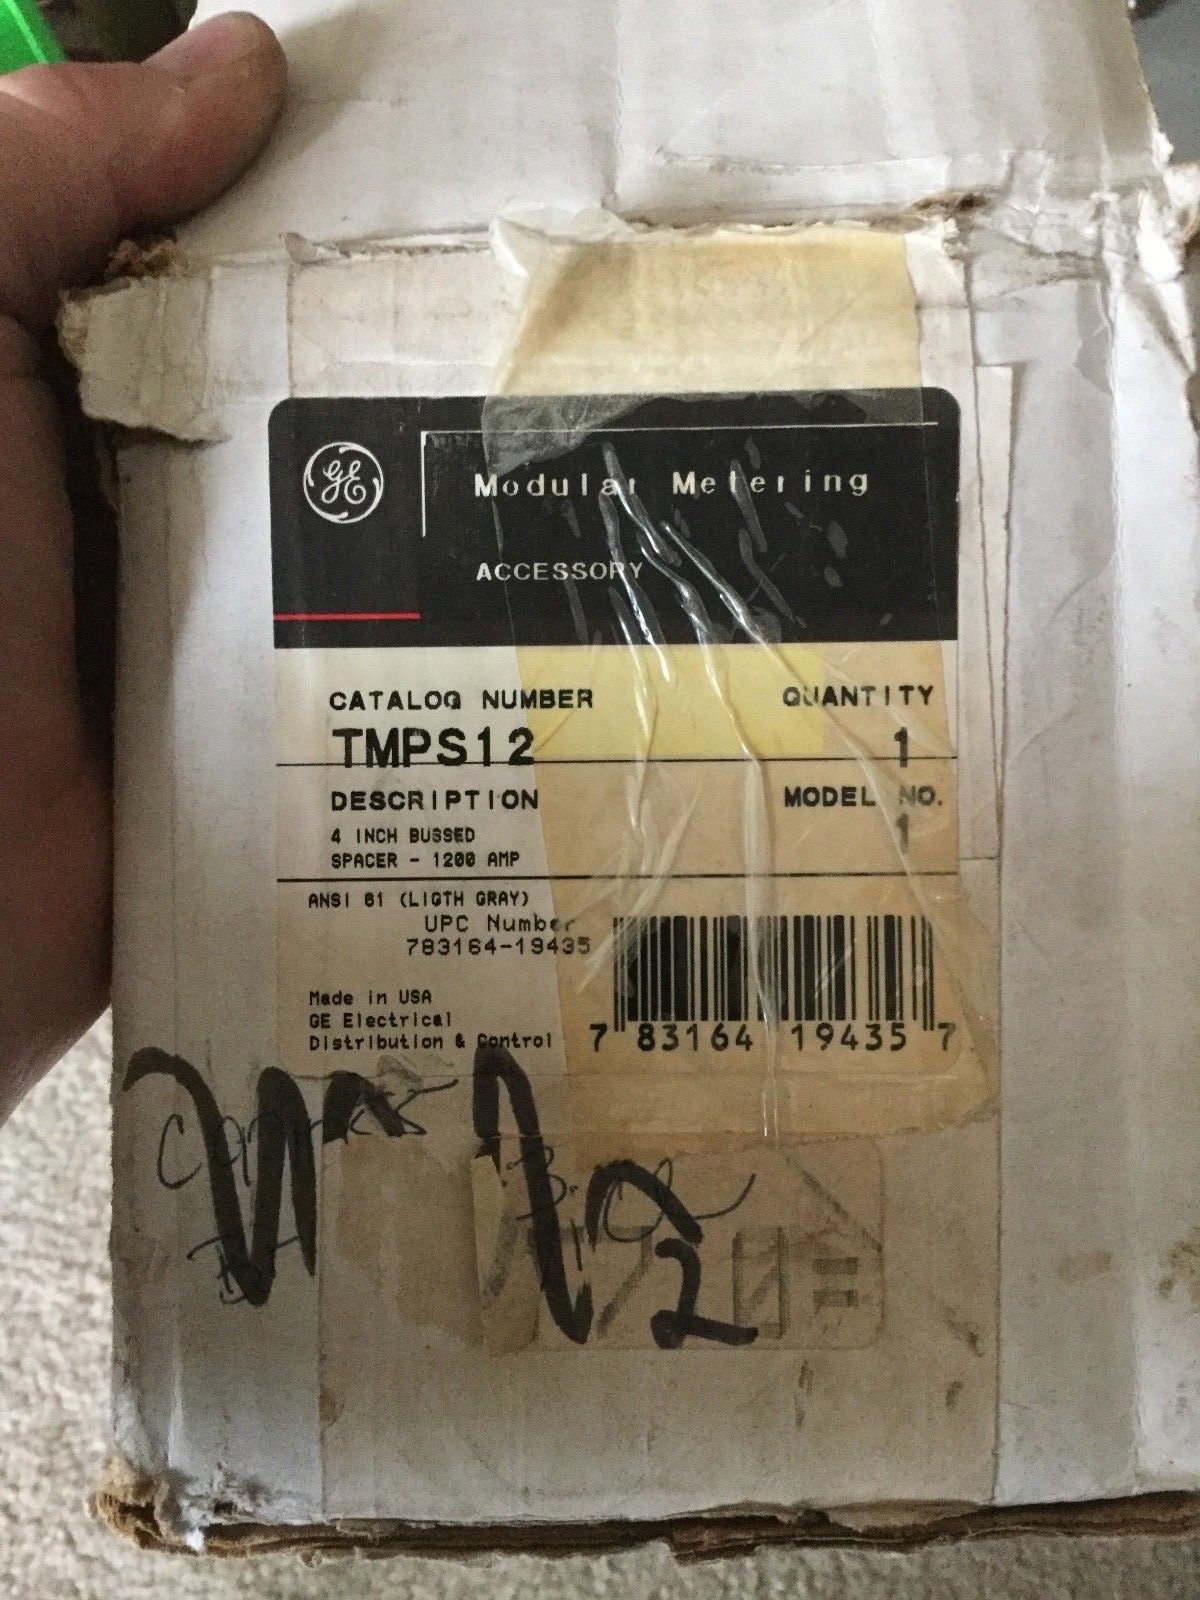 GE
Modular Metering
ACCESSORY
CATALOG NUMBER QUANTITY
TMPS12 1
DESCRIPTION MODEL NO.
4 INCH BUSSED 1
SPACER - 1200 AMP
ANSI 61 (LIGTH GRAY)
UPC Number
783164-19435
Made in USA
GE Electrical
Distribution & Control
7 83164 19435 7
2